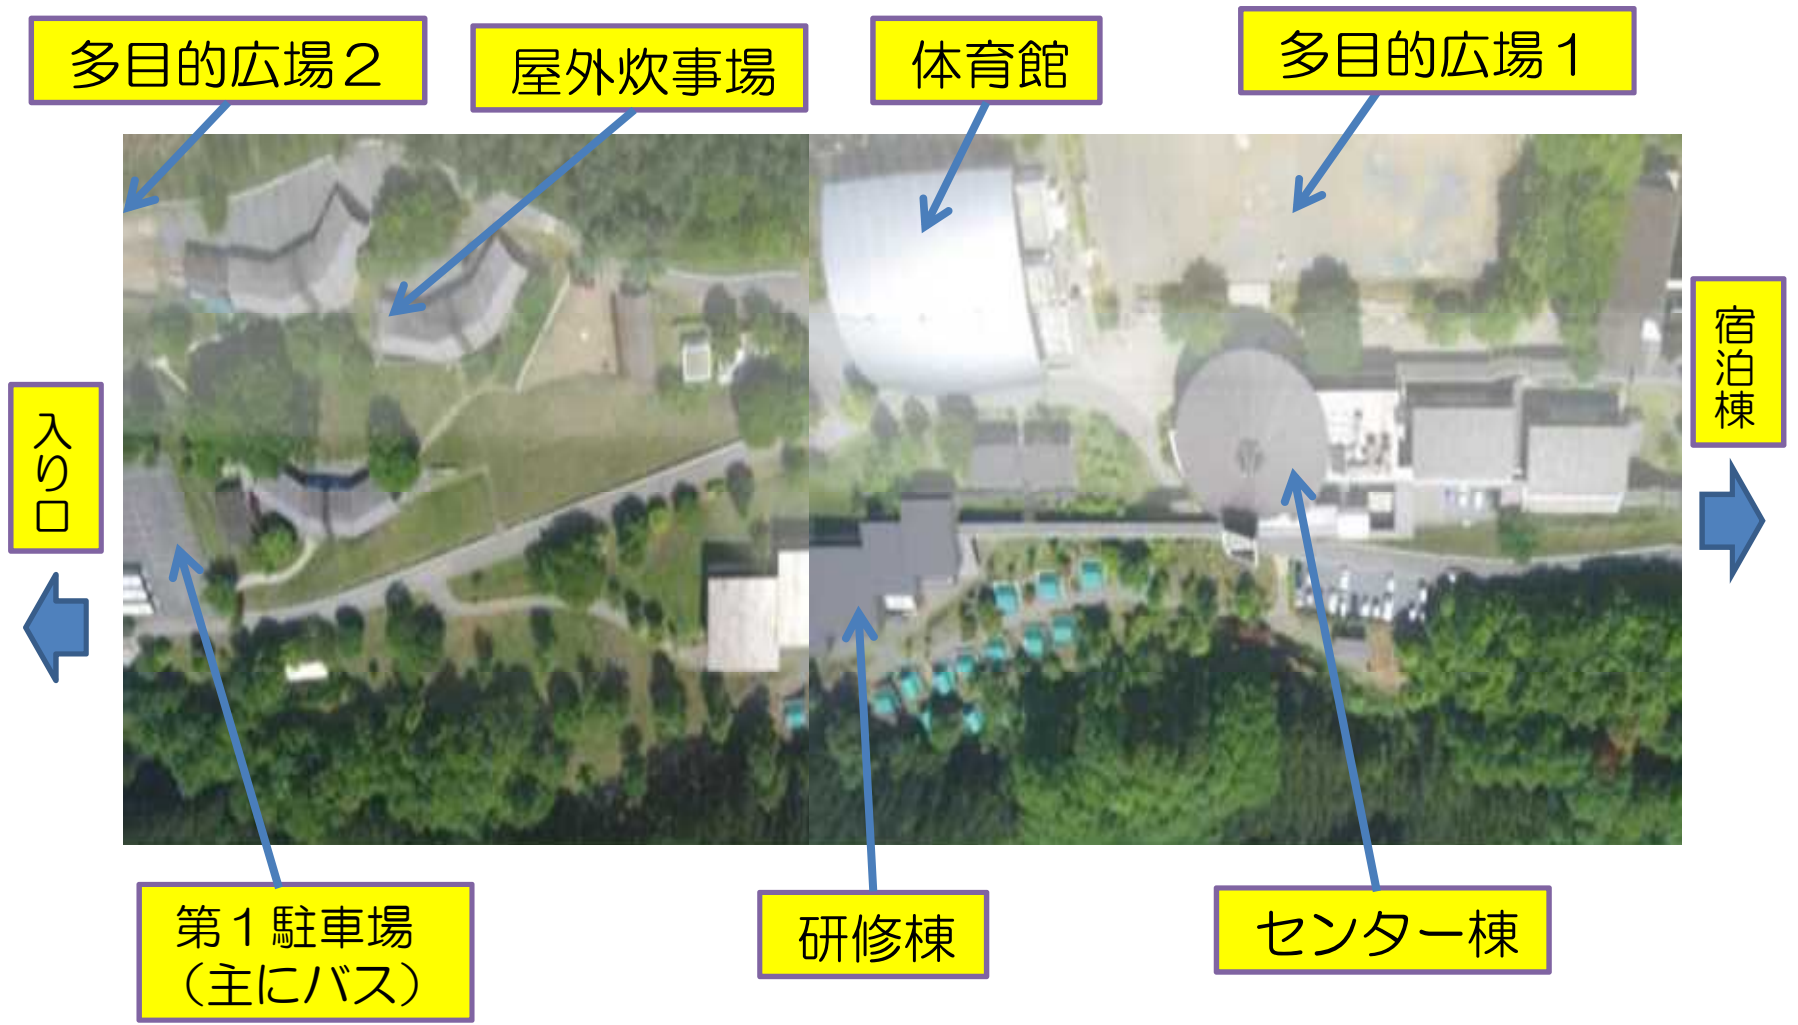 多目的広場２
屋外炊事場
体育館
多目的広場１
入り口
宿泊棟
第１駐車場
（主にバス）
研修棟
センター棟